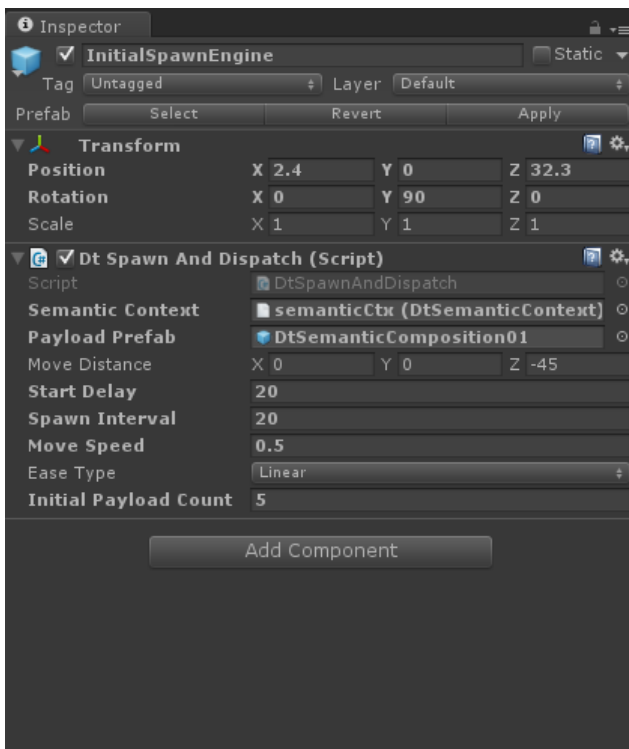 Inspector
InitialSpawnEngine Static
Tag Untagged Layer Default
Prefab Select Revert Apply
Transform
Position X 2.4 Y 0 Z 32.3
Rotation X 0 Y 90 Z 0
Scale X 1 Y 1 Z 1
Dt Spawn And Dispatch (Script)
Script DtSpawnAndDispatch
Semantic Context semanticCtx (DtSemanticContext)
Payload Prefab DtSemanticComposition01
Move Distance X 0 Y 0 Z -45
Start Delay 20
Spawn Interval 20
Move Speed 0.5
Ease Type Linear
Initial Payload Count 5
Add Component